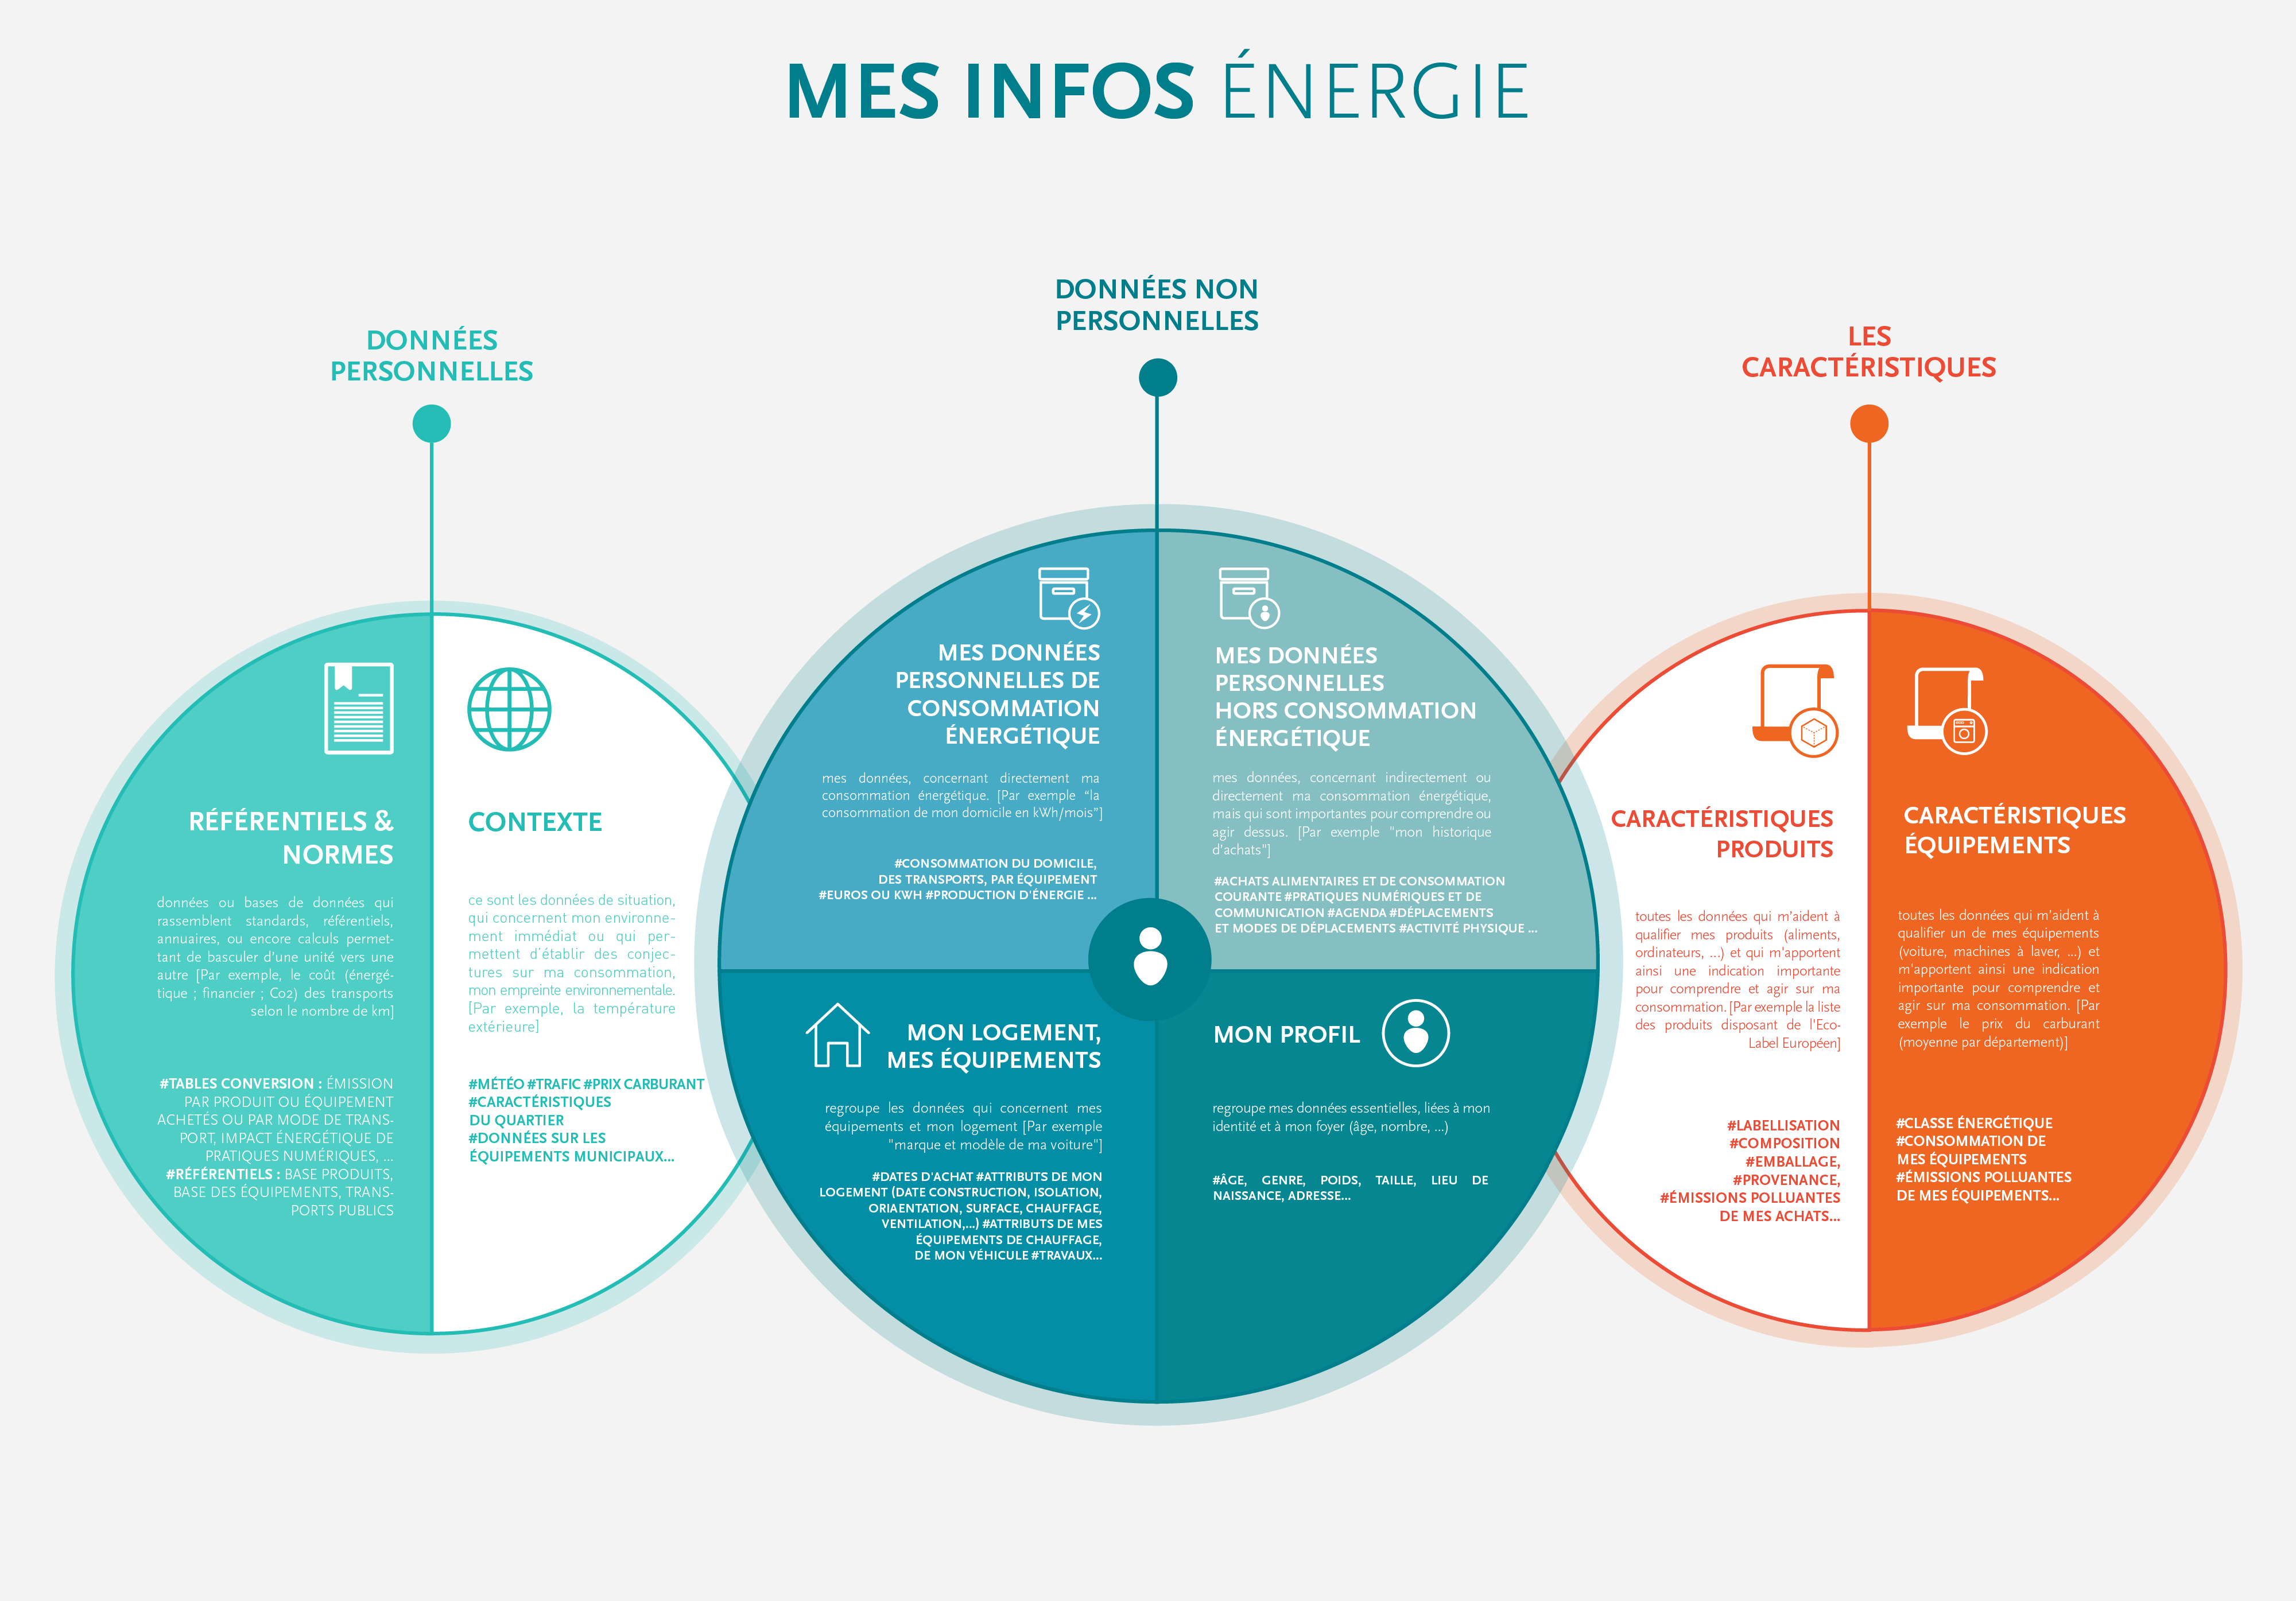 MES INFOS ÉNERGIE
DONNÉES
PERSONNELLES
DONNÉES NON
PERSONNELLES
LES
CARACTÉRISTIQUES
RÉFÉRENTIELS &
NORMES
données ou bases de données qui
rassemblent standards, référentiels,
annuaires, ou encore calculs permet-
tant de basculer d'une unité vers une
autre [Par exemple, le coût (énergé-
tique ; financier ; Co2) des transports
selon le nombre de km]
#TABLES CONVERSION : ÉMISSION
PAR PRODUIT OU ÉQUIPEMENT
ACHETÉS OU PAR MODE DE TRANS-
PORT, IMPACT ÉNERGÉTIQUE DE
PRATIQUES NUMÉRIQUES, ...
#RÉFÉRENTIELS : BASE PRODUITS,
BASE DES ÉQUIPEMENTS, TRANS-
PORTS PUBLICS
CONTEXTE
ce sont les données de situation,
qui concernent mon environne-
ment immédiat ou qui per-
mettent d'établir des conjec-
tures sur ma consommation,
mon empreinte environnementale.
[Par exemple, la température
extérieure]
#MÉTÉO #TRAFIC #PRIX CARBURANT
#CARACTÉRISTIQUES
DU QUARTIER
#DONNÉES SUR LES
ÉQUIPEMENTS MUNICIPAUX...
MES DONNÉES
PERSONNELLES DE
CONSOMMATION
ÉNERGÉTIQUE
mes données, concernant directement ma
consommation énergétique. [Par exemple “la
consommation de mon domicile en kWh/mois”]
#CONSOMMATION DU DOMICILE,
DES TRANSPORTS, PAR ÉQUIPEMENT
#EUROS OU KWH #PRODUCTION D'ÉNERGIE ...
MES DONNÉES
PERSONNELLES
HORS CONSOMMATION
ÉNERGÉTIQUE
mes données, concernant indirectement ou
directement ma consommation énergétique,
mais qui sont importantes pour comprendre ou
agir dessus. [Par exemple "mon historique
d'achats"]
#ACHATS ALIMENTAIRES ET DE CONSOMMATION
COURANTE #PRATIQUES NUMÉRIQUES ET DE
COMMUNICATION #AGENDA #DÉPLACEMENTS
ET MODES DE DÉPLACEMENTS #ACTIVITÉ PHYSIQUE ...
MON LOGEMENT,
MES ÉQUIPEMENTS
regroupe les données qui concernent mes
équipements et mon logement [Par exemple
"marque et modèle de ma voiture"]
#DATES D'ACHAT #ATTRIBUTS DE MON
LOGEMENT (DATE CONSTRUCTION, ISOLATION,
ORIAENTATION, SURFACE, CHAUFFAGE,
VENTILATION,...) #ATTRIBUTS DE MES
ÉQUIPEMENTS DE CHAUFFAGE,
DE MON VÉHICULE #TRAVAUX...
MON PROFIL
regroupe mes données essentielles, liées à mon
identité et à mon foyer (âge, nombre, ...)
#ÂGE, GENRE, POIDS, TAILLE, LIEU DE
NAISSANCE, ADRESSE...
CARACTÉRISTIQUES
PRODUITS
toutes les données qui m'aident à
qualifier mes produits (aliments,
ordinateurs, ...) et qui m'apportent
ainsi une indication importante
pour comprendre et agir sur ma
consommation. [Par exemple la liste
des produits disposant de l'Eco-
Label Européen]
#LABELLISATION
#COMPOSITION
#EMBALLAGE,
#PROVENANCE,
#ÉMISSIONS POLLUANTES
DE MES ACHATS...
CARACTÉRISTIQUES
ÉQUIPEMENTS
toutes les données qui m'aident à
qualifier un de mes équipements
(voiture, machines à laver, ...) et
m'apportent ainsi une indication
importante pour comprendre et
agir sur ma consommation. [Par
exemple le prix du carburant
(moyenne par département)]
#CLASSE ÉNERGÉTIQUE
#CONSOMMATION DE
MES ÉQUIPEMENTS
#ÉMISSIONS POLLUANTES
DE MES ÉQUIPEMENTS...